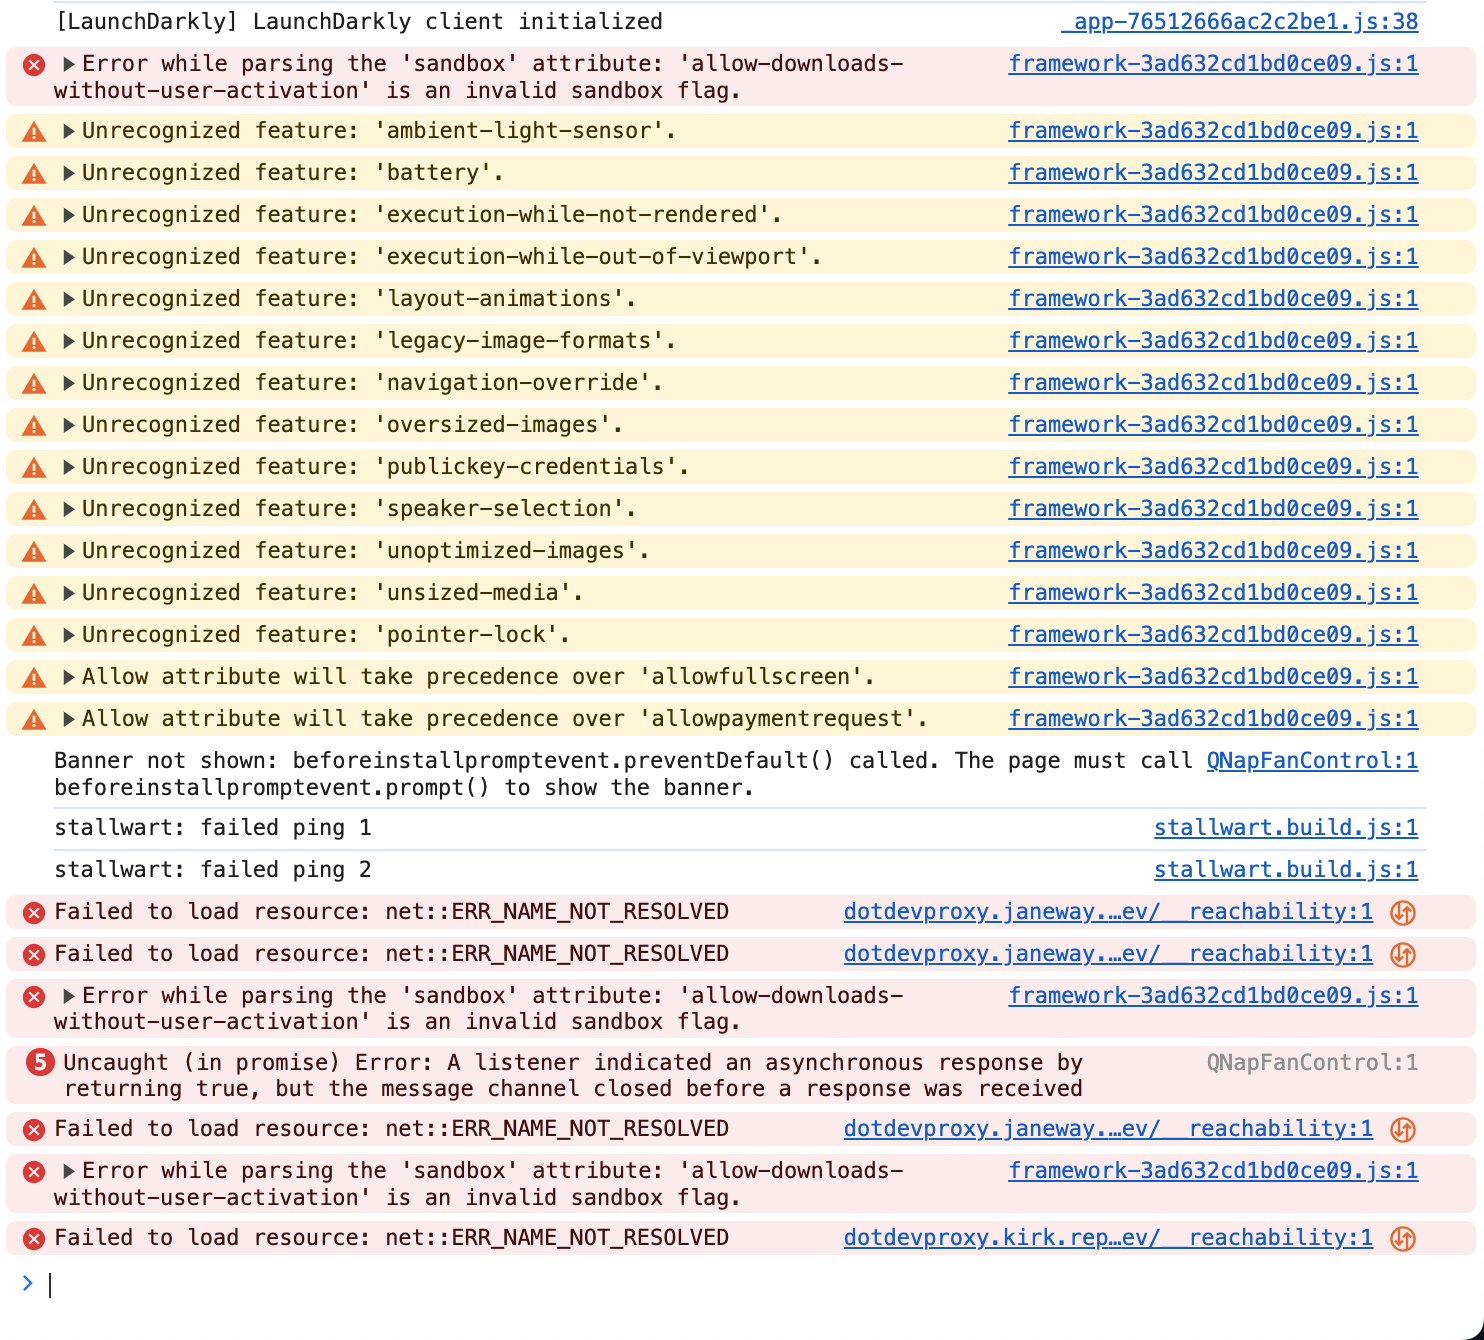 [LaunchDarkly] LaunchDarkly client initialized _app-76512666ac2c2be1.js:38
Error while parsing the 'sandbox' attribute: 'allow-downloads- framework-3ad632cd1bd0ce09.js:1
without-user-activation' is an invalid sandbox flag.
Unrecognized feature: 'ambient-light-sensor'. framework-3ad632cd1bd0ce09.js:1
Unrecognized feature: 'battery'. framework-3ad632cd1bd0ce09.js:1
Unrecognized feature: 'execution-while-not-rendered'. framework-3ad632cd1bd0ce09.js:1
Unrecognized feature: 'execution-while-out-of-viewport'. framework-3ad632cd1bd0ce09.js:1
Unrecognized feature: 'layout-animations'. framework-3ad632cd1bd0ce09.js:1
Unrecognized feature: 'legacy-image-formats'. framework-3ad632cd1bd0ce09.js:1
Unrecognized feature: 'navigation-override'. framework-3ad632cd1bd0ce09.js:1
Unrecognized feature: 'oversized-images'. framework-3ad632cd1bd0ce09.js:1
Unrecognized feature: 'publickey-credentials'. framework-3ad632cd1bd0ce09.js:1
Unrecognized feature: 'speaker-selection'. framework-3ad632cd1bd0ce09.js:1
Unrecognized feature: 'unoptimized-images'. framework-3ad632cd1bd0ce09.js:1
Unrecognized feature: 'unsized-media'. framework-3ad632cd1bd0ce09.js:1
Unrecognized feature: 'pointer-lock'. framework-3ad632cd1bd0ce09.js:1
Allow attribute will take precedence over 'allowfullscreen'. framework-3ad632cd1bd0ce09.js:1
Allow attribute will take precedence over 'allowpaymentrequest'. framework-3ad632cd1bd0ce09.js:1
Banner not shown: beforeinstallpromptevent.preventDefault() called. The page must call QNapFanControl:1
beforeinstallpromptevent.prompt() to show the banner.
stallwart: failed ping 1 stallwart.build.js:1
stallwart: failed ping 2 stallwart.build.js:1
Failed to load resource: net::ERR_NAME_NOT_RESOLVED dotdevproxy.janeway.…ev/__reachability:1
Failed to load resource: net::ERR_NAME_NOT_RESOLVED dotdevproxy.janeway.…ev/__reachability:1
Error while parsing the 'sandbox' attribute: 'allow-downloads- framework-3ad632cd1bd0ce09.js:1
without-user-activation' is an invalid sandbox flag.
5 Uncaught (in promise) Error: A listener indicated an asynchronous response by QNapFanControl:1
returning true, but the message channel closed before a response was received
Failed to load resource: net::ERR_NAME_NOT_RESOLVED dotdevproxy.janeway.…ev/__reachability:1
Error while parsing the 'sandbox' attribute: 'allow-downloads- framework-3ad632cd1bd0ce09.js:1
without-user-activation' is an invalid sandbox flag.
Failed to load resource: net::ERR_NAME_NOT_RESOLVED dotdevproxy.kirk.rep…ev/__reachability:1